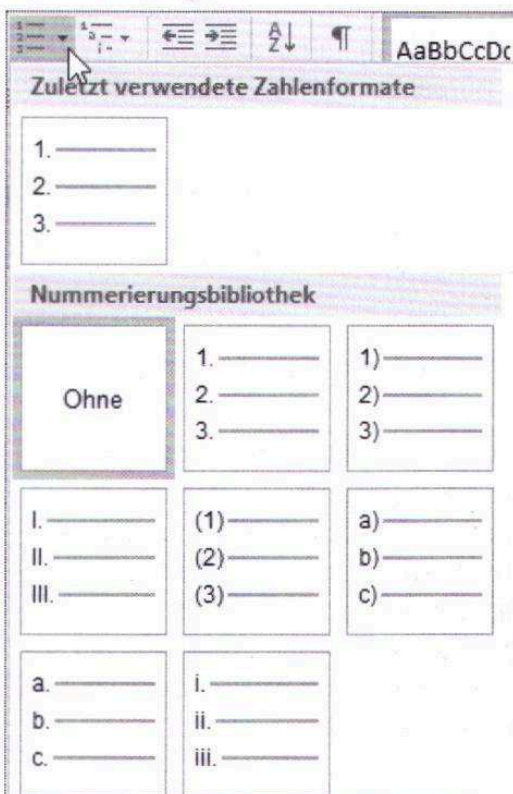 AaBbCcDc
Zuletzt verwendete Zahlenformate
1.
2.
3.
Nummerierungsbibliothek
Ohne
1.
2.
3.
1)
2)
3)
I.
II.
III.
(1)
(2)
(3)
a)
b)
c)
a.
b.
c.
i.
ii.
iii.